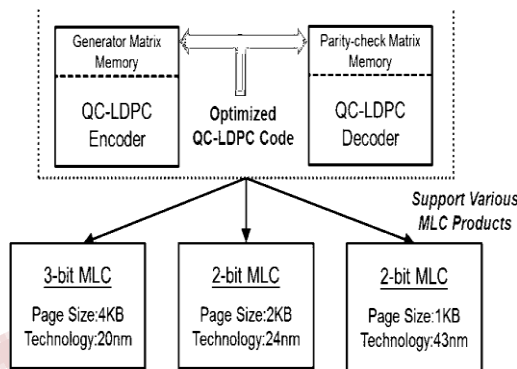 Generator Matrix
Memory
QC-LDPC
Encoder
Optimized
QC-LDPC Code
Parity-check Matrix
Memory
QC-LDPC
Decoder
Support Various
MLC Products
3-bit MLC
Page Size:4KB
Technology:20nm
2-bit MLC
Page Size:2KB
Technology:24nm
2-bit MLC
Page Size:1KB
Technology:43nm